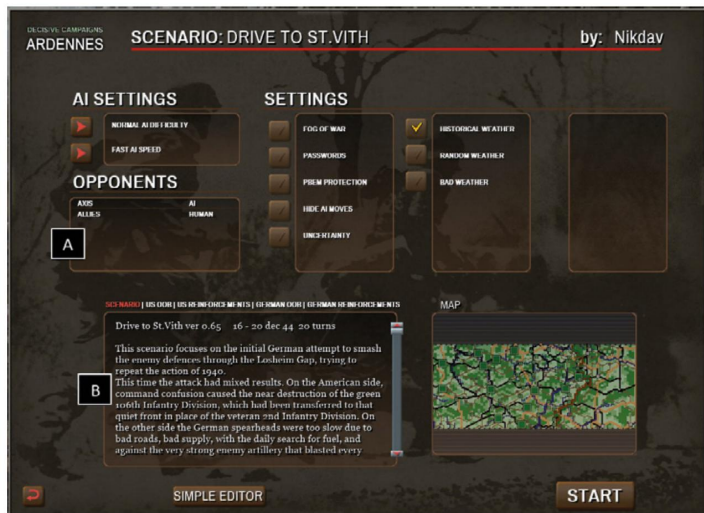 DECISIVE CAMPAIGNS
ARDENNES
SCENARIO: DRIVE TO ST.VITH
by: Nikdav
AI SETTINGS
NORMAL AI DIFFICULTY
FAST AI SPEED
OPPONENTS
AXIS AI
ALLIES HUMAN
A
SETTINGS
FOG OF WAR
PASSWORDS
PBEM PROTECTION
HIDE AI MOVES
UNCERTAINTY
HISTORICAL WEATHER
RANDOM WEATHER
BAD WEATHER
SCENARIO | US OOB | US REINFORCEMENTS | GERMAN OOB | GERMAN REINFORCEMENTS
Drive to St.Vith ver 0.65 16 - 20 dec 44 20 turns
This scenario focuses on the initial German attempt to smash
the enemy defences through the Losheim Gap, trying to
repeat the action of 1940.
This time the attack had mixed results. On the American side,
command confusion caused the near destruction of the green
106th Infantry Division, which had been transferred to that
quiet front in place of the veteran 2nd Infantry Division. On
the other side the German spearheads were too slow due to
bad roads, bad supply, with the daily search for fuel, and
against the very strong enemy artillery that blasted every
B
MAP
SIMPLE EDITOR
START